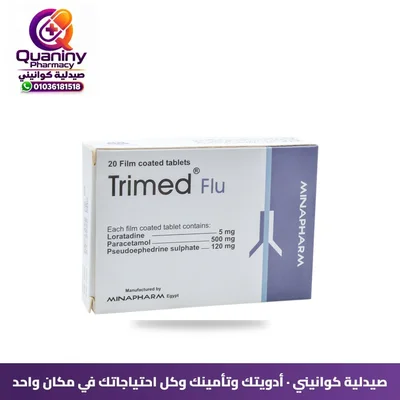 Quaniny
Pharmacy
صيدلية كوانيني
01036181518
20 Film coated tablets
Trimed® Flu
Each film coated tablet contains:
Loratadine 5 mg
Paracetamol 500 mg
Pseudoephedrine sulphate 120 mg
Manufactured by
MINAPHARM Egypt
MINAPHARM
صيدلية كوانيني - أدويتك وتأمينك وكل احتياجاتك في مكان واحد